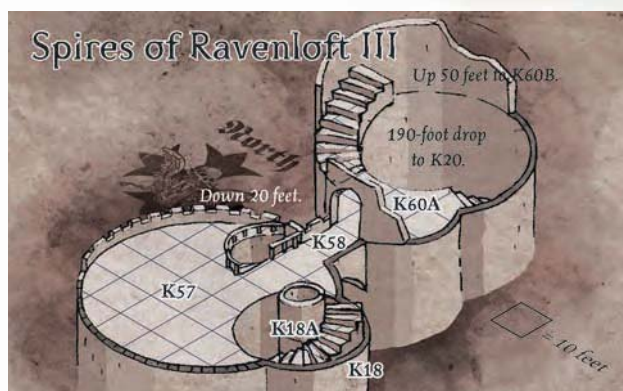 Spires of Ravenloft III
Up 50 feet to K60B.
North
190-foot drop
to K20.
Down 20 feet.
K60A
K58
K57
K18A
K18
= 10 feet